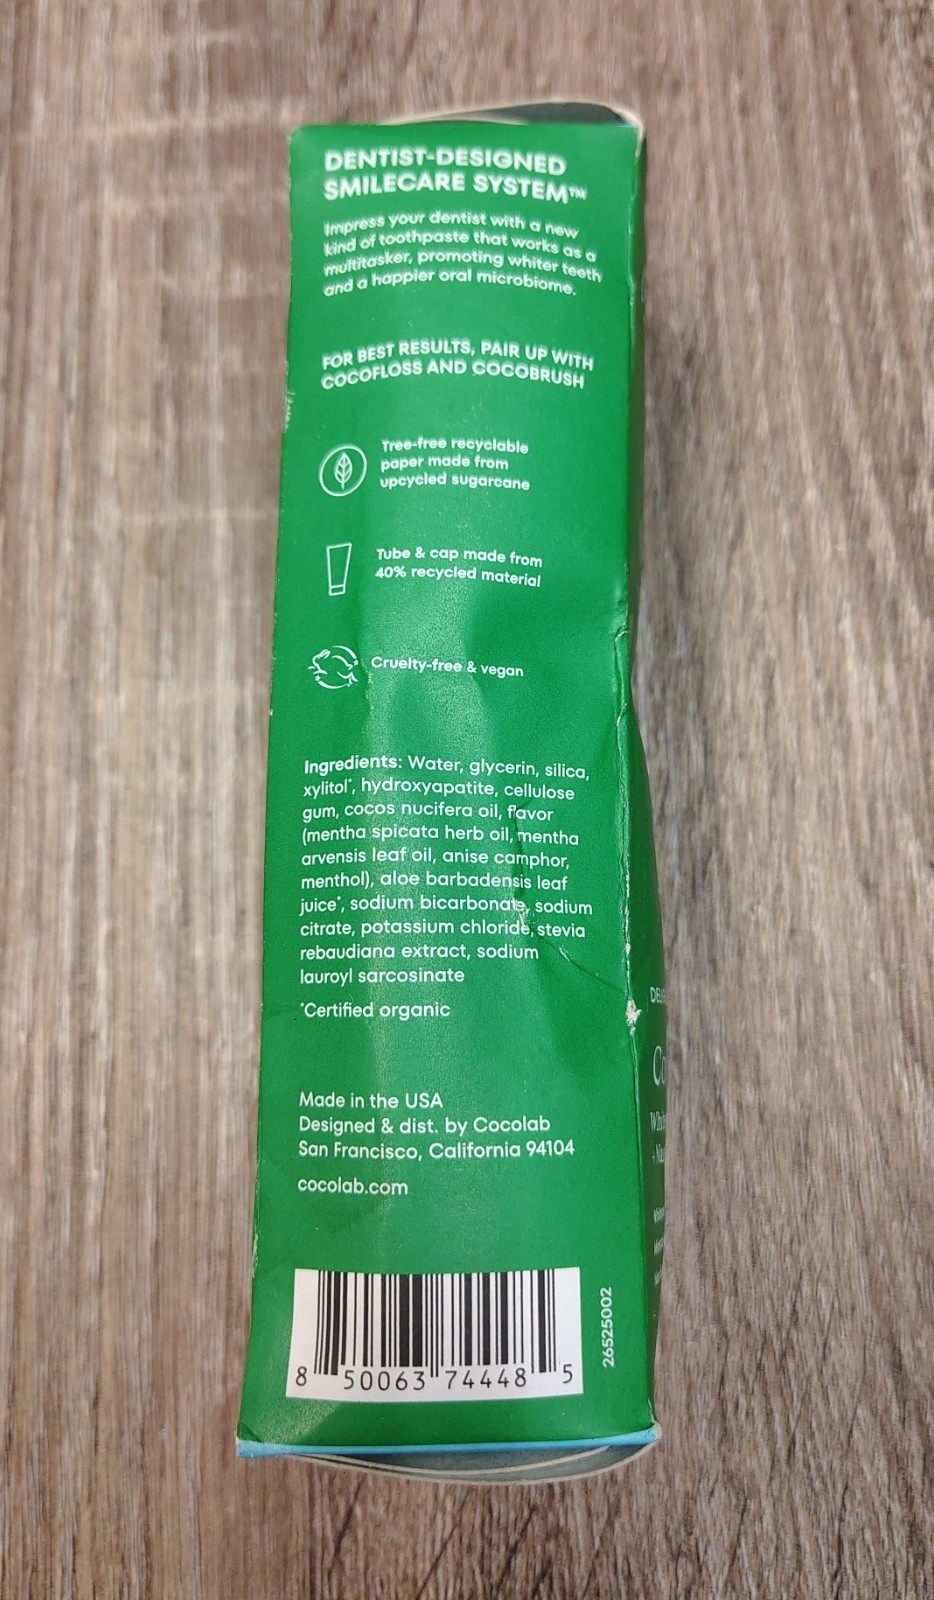 DENTIST-DESIGNED
SMILECARE SYSTEM™
Impress your dentist with a new
kind of toothpaste that works as a
multitasker, promoting whiter teeth
and a happier oral microbiome.
FOR BEST RESULTS, PAIR UP WITH
COCOFLOSS AND COCOBRUSH
Tree-free recyclable
paper made from
upcycled sugarcane
Tube & cap made from
40% recycled material
Cruelty-free & vegan
Ingredients: Water, glycerin, silica,
xylitol*, hydroxyapatite, cellulose
gum, cocos nucifera oil, flavor
(mentha spicata herb oil, mentha
arvensis leaf oil, anise camphor,
menthol), aloe barbadensis leaf
juice*, sodium bicarbonate, sodium
citrate, potassium chloride, stevia
rebaudiana extract, sodium
lauroyl sarcosinate
*Certified organic
Made in the USA
Designed & dist. by Cocolab
San Francisco, California 94104
cocolab.com
8 50063 74448 5
26525002